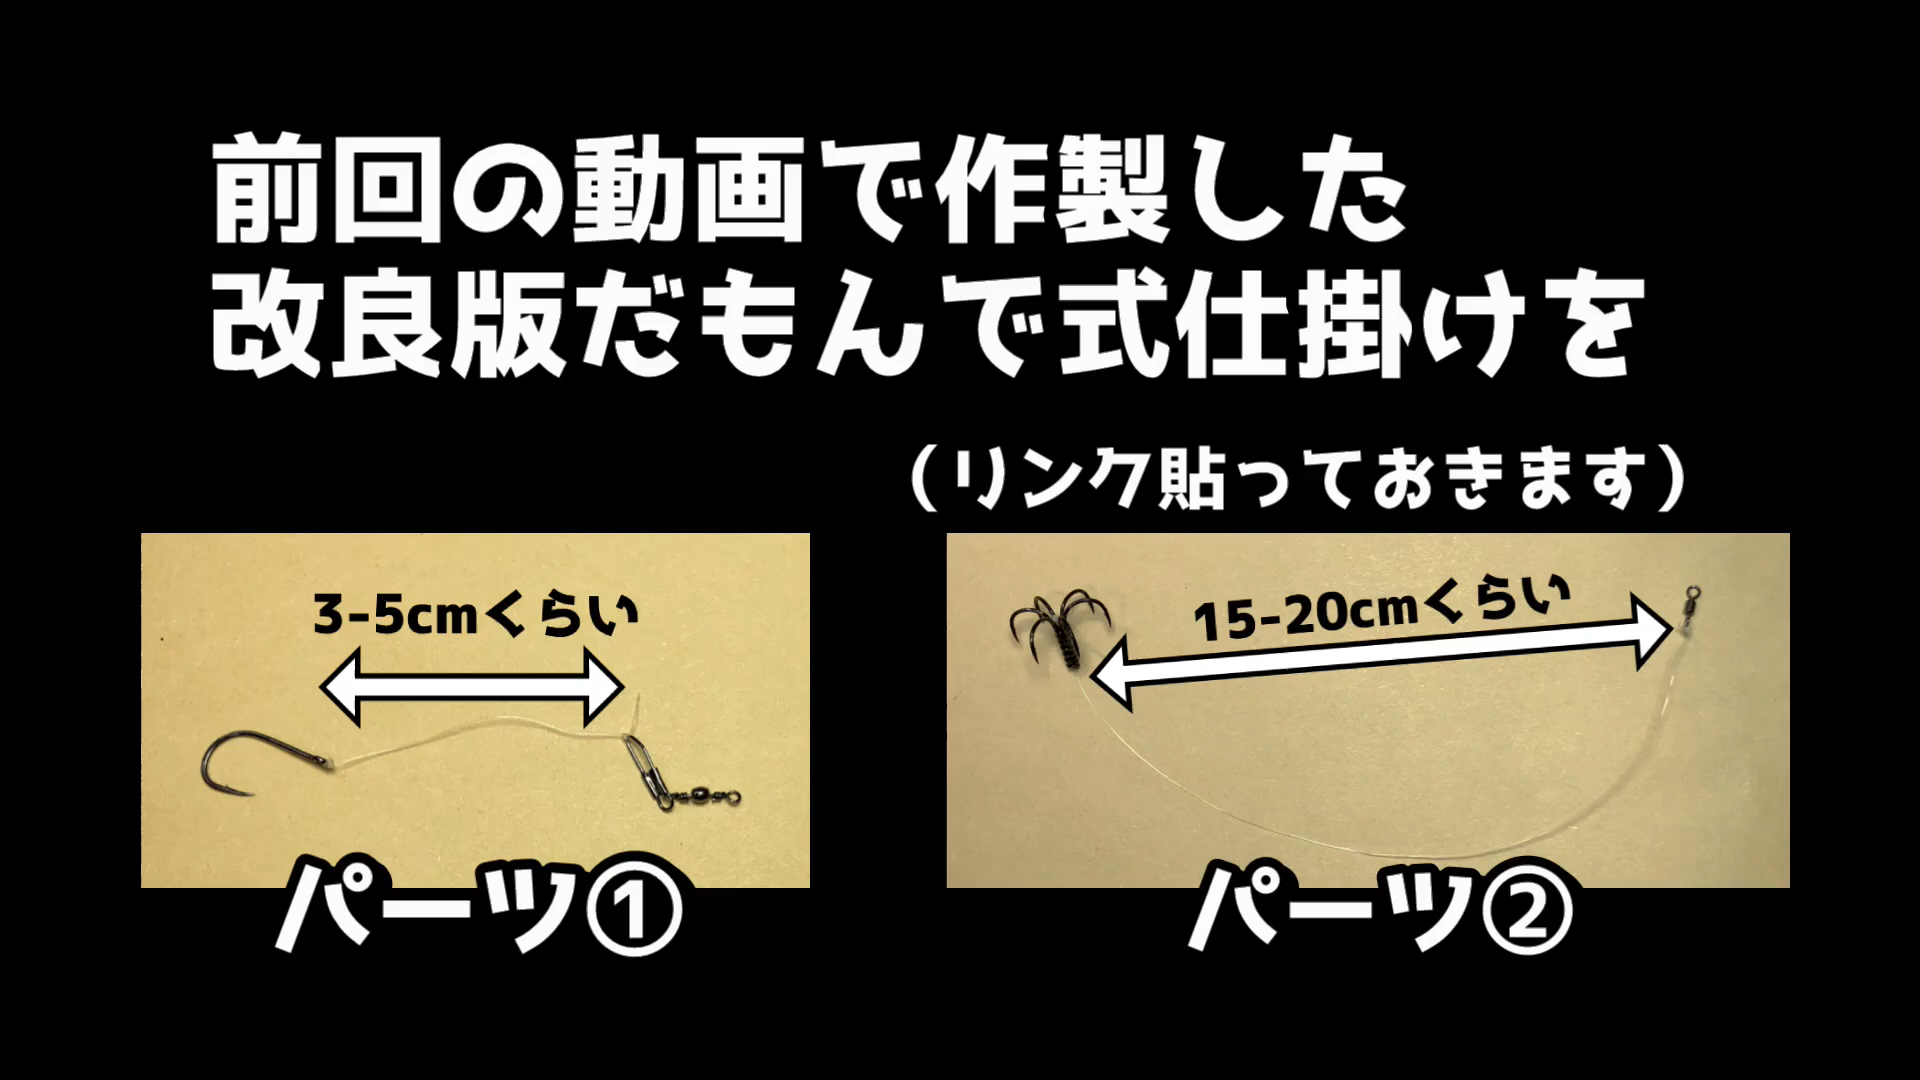 前回の動画で作製した
改良版だもんで式仕掛けを
（リンク貼っておきます）
3-5cmくらい
15-20cmくらい
パーツ①
パーツ②